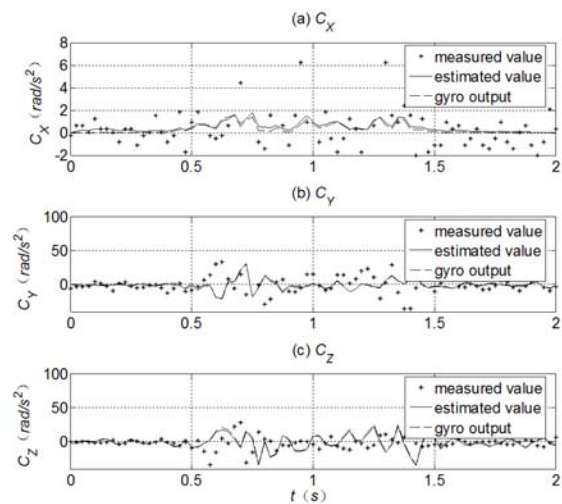 (a) C_X
8
6
4
2
0
-2
C_X (rad/s²)
measured value
estimated value
gyro output
0 0.5 1 1.5 2
(b) C_Y
100
50
0
C_Y (rad/s²)
measured value
estimated value
gyro output
0 0.5 1 1.5 2
(c) C_Z
100
50
0
C_Z (rad/s²)
measured value
estimated value
gyro output
0 0.5 1 1.5 2
t (s)